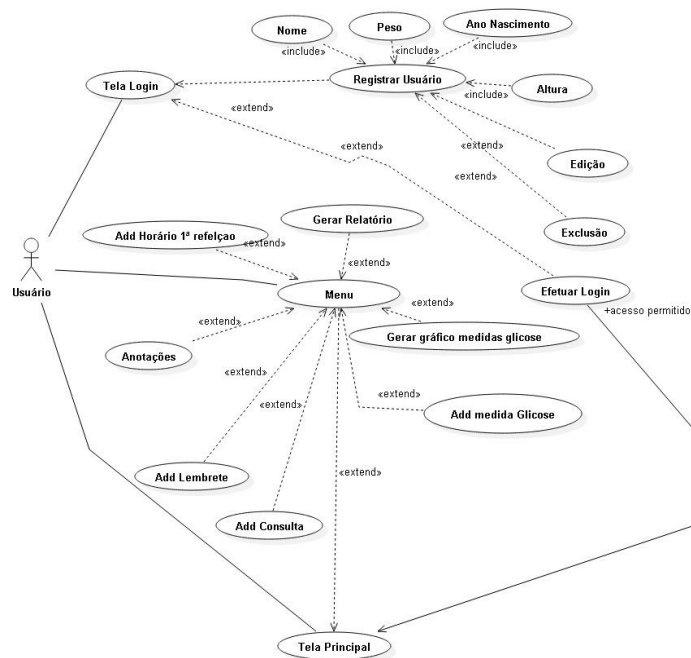 Nome
Peso
Ano Nascimento
«include»
«include»
«include»
Tela Login
Registrar Usuário
Altura
«extend»
«include»
«extend»
«extend»
«extend»
Edição
Gerar Relatório
Add Horário 1ª refelçao
Exclusão
«extend»
«extend»
Usuário
Menu
Efetuar Login
«extend»
+acesso permitido
«extend»
Gerar gráfico medidas glicose
Anotações
«extend»
«extend»
«extend»
Add medida Glicose
Add Lembrete
«extend»
Add Consulta
Tela Principal